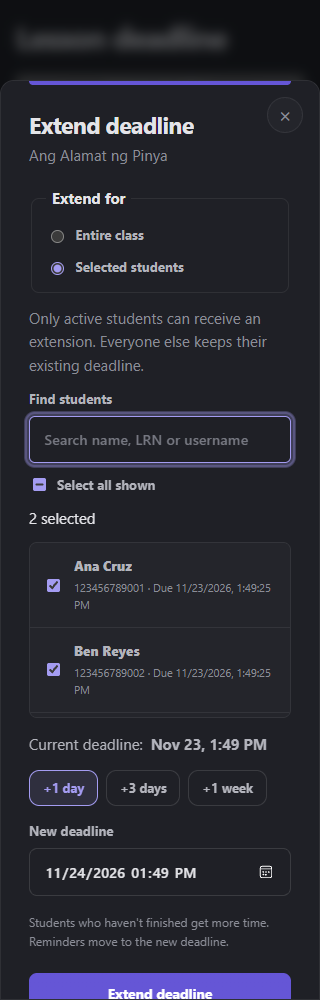 Lesson deadline
Extend deadline
×
Ang Alamat ng Pinya
Extend for
Entire class
Selected students
Only active students can receive an
extension. Everyone else keeps their
existing deadline.
Find students
Search name, LRN or username
Select all shown
2 selected
Ana Cruz
123456789001 · Due 11/23/2026, 1:49:25
PM
Ben Reyes
123456789002 · Due 11/23/2026, 1:49:25
PM
Current deadline: Nov 23, 1:49 PM
+1 day +3 days +1 week
New deadline
11/24/2026 01:49 PM
Students who haven't finished get more time.
Reminders move to the new deadline.
Extend deadline